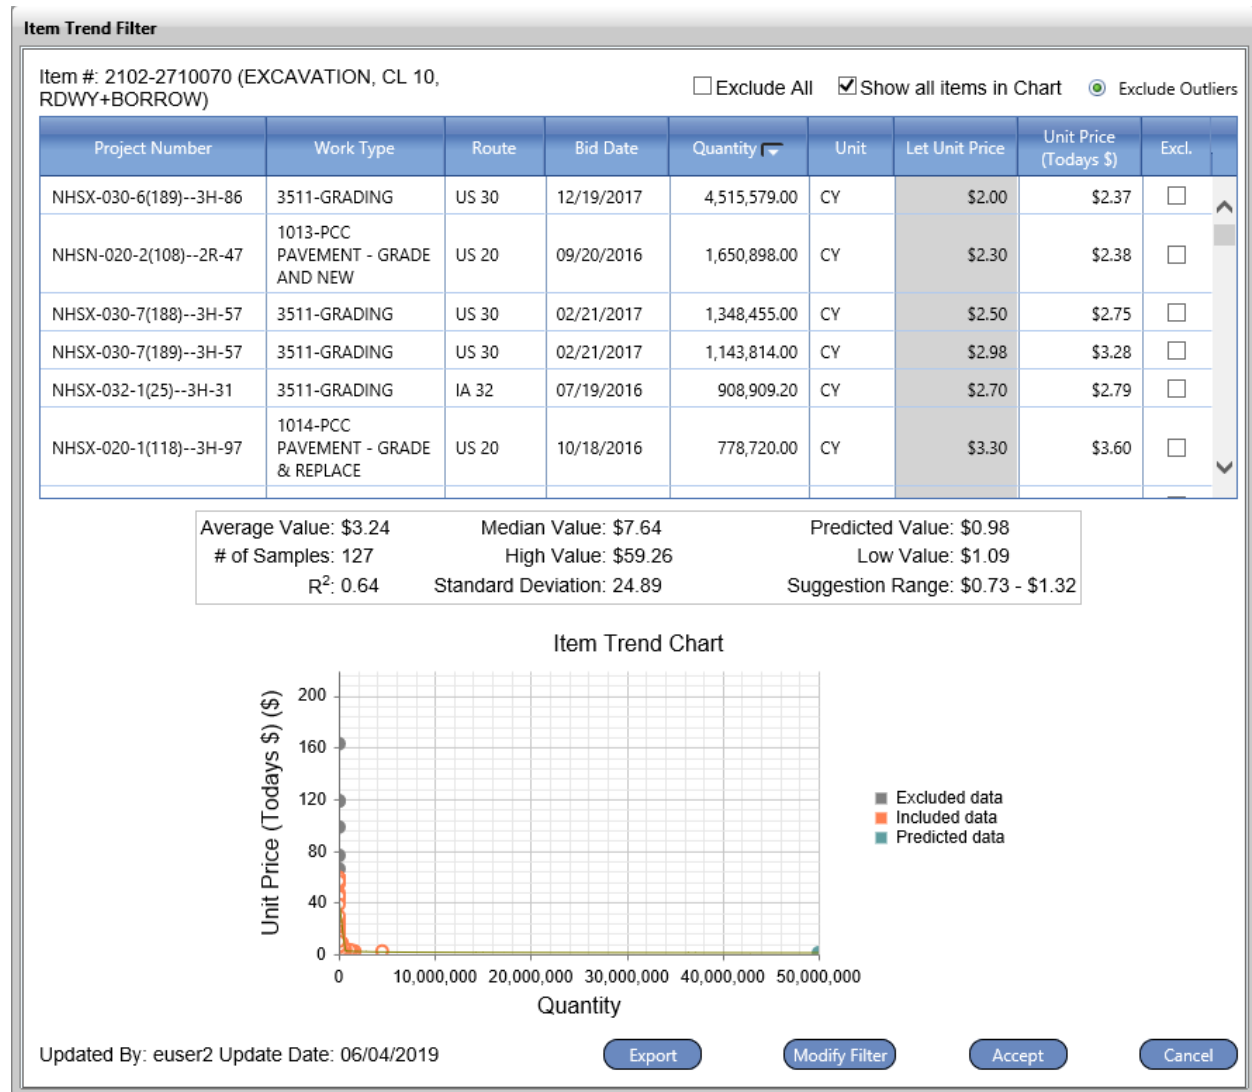 Item Trend Filter
Item #: 2102-2710070 (EXCAVATION, CL 10,
RDWY+BORROW)
Exclude All Show all items in Chart Exclude Outliers
Project Number Work Type Route Bid Date Quantity Unit Let Unit Price Unit Price (Todays $) Excl.
NHSX-030-6(189)--3H-86 3511-GRADING US 30 12/19/2017 4,515,579.00 CY $2.00 $2.37
NHSN-020-2(108)--2R-47 1013-PCC PAVEMENT - GRADE AND NEW US 20 09/20/2016 1,650,898.00 CY $2.30 $2.38
NHSX-030-7(188)--3H-57 3511-GRADING US 30 02/21/2017 1,348,455.00 CY $2.50 $2.75
NHSX-030-7(189)--3H-57 3511-GRADING US 30 02/21/2017 1,143,814.00 CY $2.98 $3.28
NHSX-032-1(25)--3H-31 3511-GRADING IA 32 07/19/2016 908,909.20 CY $2.70 $2.79
NHSX-020-1(118)--3H-97 1014-PCC PAVEMENT - GRADE & REPLACE US 20 10/18/2016 778,720.00 CY $3.30 $3.60
Average Value: $3.24 Median Value: $7.64 Predicted Value: $0.98
# of Samples: 127 High Value: $59.26 Low Value: $1.09
R²: 0.64 Standard Deviation: 24.89 Suggestion Range: $0.73 - $1.32
Item Trend Chart
Unit Price (Todays $) ($)
200
160
120
80
40
0
0 10,000,000 20,000,000 30,000,000 40,000,000 50,000,000
Quantity
Excluded data
Included data
Predicted data
Updated By: euser2 Update Date: 06/04/2019 Export Modify Filter Accept Cancel